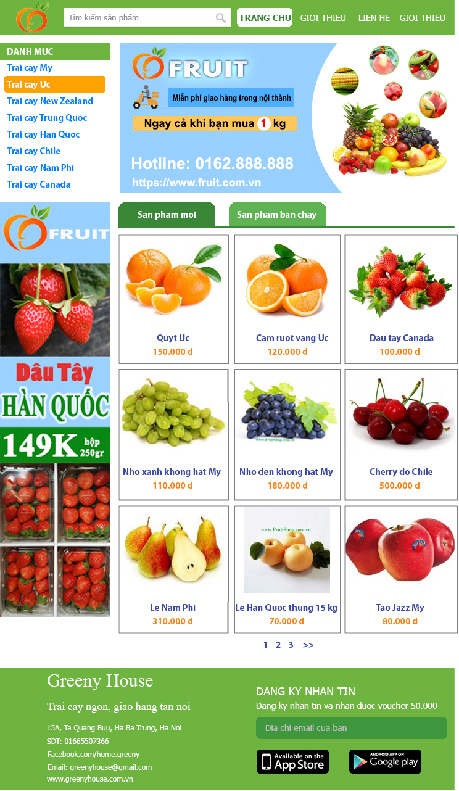 Tìm kiếm sản phẩm
TRANG CHU
GIOI THIEU
LIEN HE
GIOI THIEU
DANH MUC
Trai cay My
Trai cay Uc
Trai cay New Zealand
Trai cay Trung Quoc
Trai cay Han Quoc
Trai cay Chile
Trai cay Nam Phi
Trai cay Canada
FRUIT
Miễn phí giao hàng trong nội thành
Ngay cả khi bạn mua 1 kg
Hotline: 0162.888.888
https://www.fruit.com.vn
FRUIT
Dâu Tây
HÀN QUỐC
149K hộp 250gr
San pham moi
San pham ban chay
Quyt Uc
150.000 đ
Cam ruot vang Uc
120.000 đ
Dau tay Canada
100.000 đ
Nho xanh khong hat My
110.000 đ
Nho den khong hat My
180.000 đ
Cherry do Chile
500.000 đ
Le Nam Phi
310.000 đ
Le Han Quoc thung 15 kg
70.000 đ
Tao Jazz My
80.000 đ
1 2 3 >>
Greeny House
Trai cay ngon, giao hang tan noi
15A, Ta Quang Buu, Ha Ba Trung, Ha Noi
SDT: 01665507366
Facebook.com/home.greeny
Email: greenyhouse@gmail.com
www.greenyhouse.com.vn
DANG KY NHAN TIN
Dang ky nhan tin va nhan duoc voucher 50.000
Dia chi email cua ban
Available on the
App Store
ANDROID APP ON
Google play